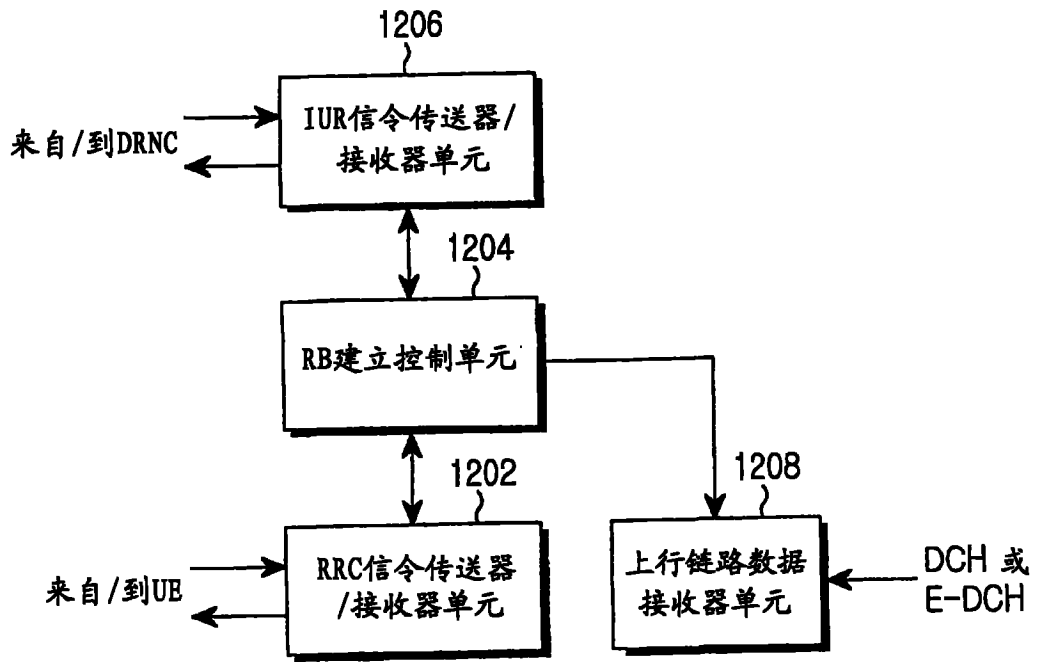 1206
IUR信令传送器/
接收器单元
来自/到DRNC
1204
RB建立控制单元
1202
1208
RRC信令传送器
/接收器单元
来自/到UE
上行链路数据
接收器单元
DCH 或
E-DCH